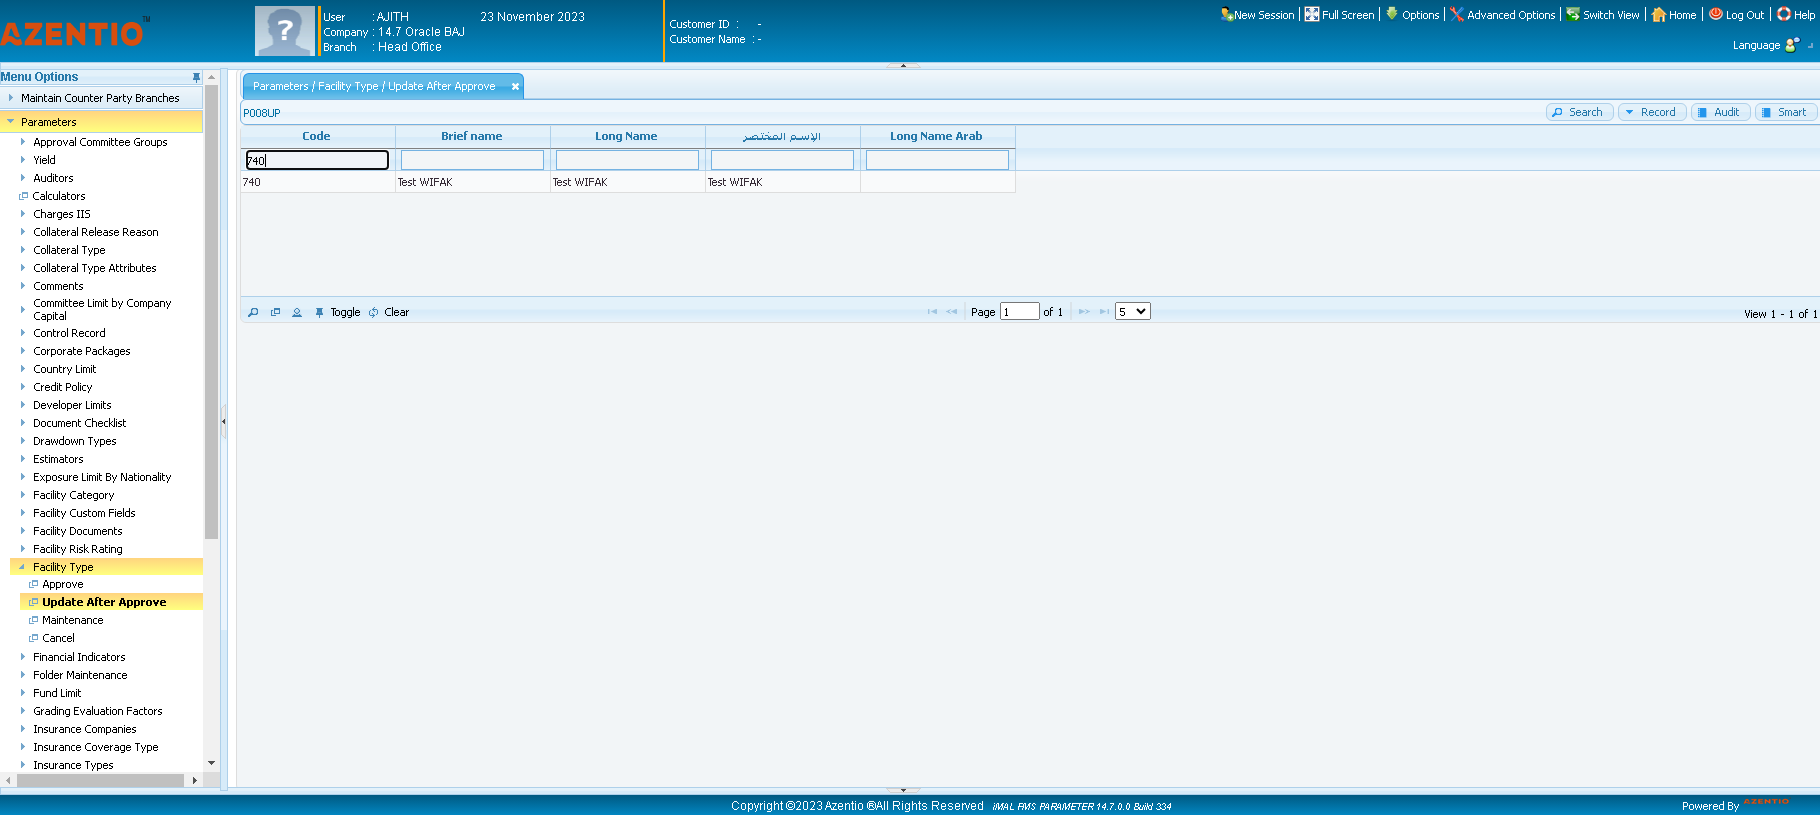 AZENTIO™
User : AJITH 23 November 2023
Company : 14.7 Oracle BAJ
Branch : Head Office
Customer ID : -
Customer Name : -
New Session | Full Screen | Options | Advanced Options | Switch View | Home | Log Out | Help
Language
Menu Options
Maintain Counter Party Branches
Parameters
Approval Committee Groups
Yield
Auditors
Calculators
Charges IIS
Collateral Release Reason
Collateral Type
Collateral Type Attributes
Comments
Committee Limit by Company
Capital
Control Record
Corporate Packages
Country Limit
Credit Policy
Developer Limits
Document Checklist
Drawdown Types
Estimators
Exposure Limit By Nationality
Facility Category
Facility Custom Fields
Facility Documents
Facility Risk Rating
Facility Type
Approve
Update After Approve
Maintenance
Cancel
Financial Indicators
Folder Maintenance
Fund Limit
Grading Evaluation Factors
Insurance Companies
Insurance Coverage Type
Insurance Types
Parameters / Facility Type / Update After Approve
P008UP
Search Record Audit Smart
Code Brief name Long Name الإسم المختصر Long Name Arab
740
740 Test WIFAK Test WIFAK Test WIFAK
Toggle Clear
Page 1 of 1 5
View 1 - 1 of 1
Copyright ©2023 Azentio ®All Rights Reserved iMAL PMS PARAMETER 14.7.0.0 Build 334
Powered By AZENTIO